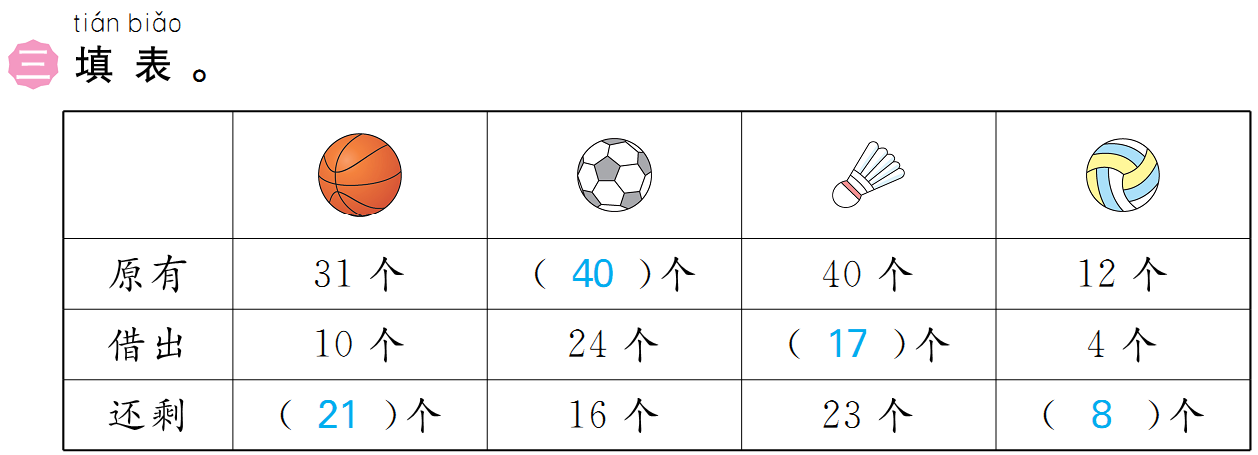 tián biǎo
三 填表。
原有 31 个 （ 40 ）个 40 个 12 个
借出 10 个 24 个 （ 17 ）个 4 个
还剩 （ 21 ）个 16 个 23 个 （ 8 ）个